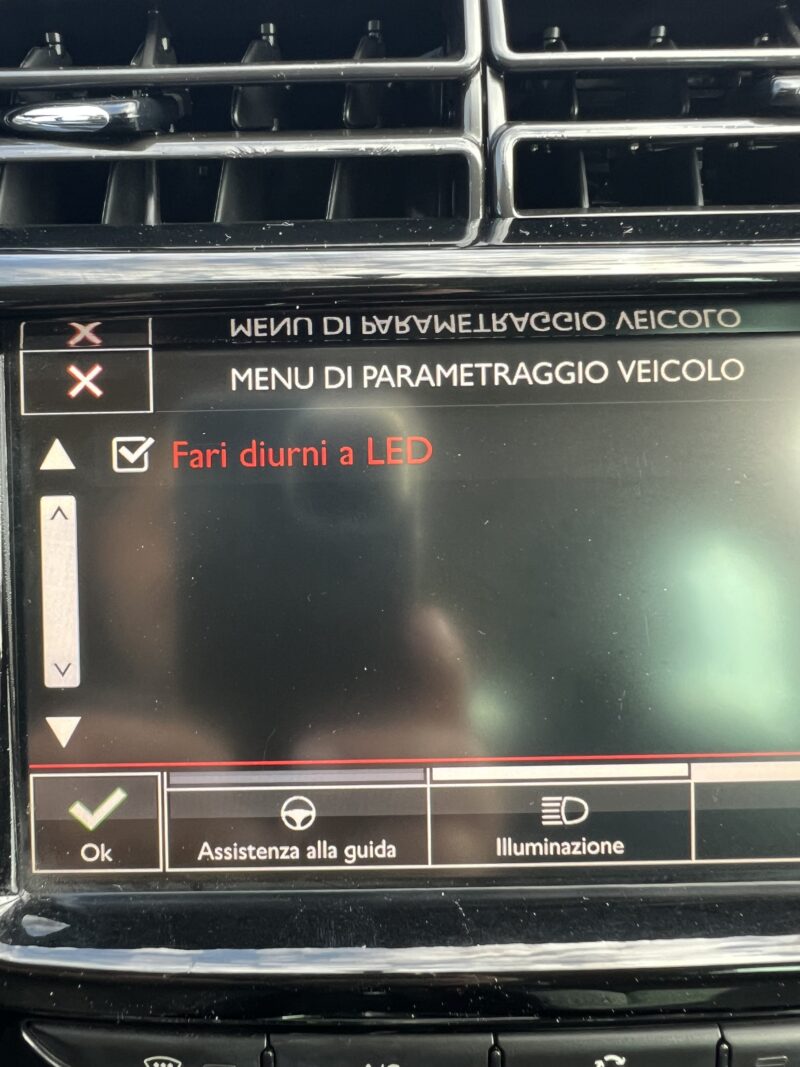 MENU DI PARAMETRAGGIO VEICOLO
MENU DI PARAMETRAGGIO VEICOLO
Fari diurni a LED
Ok
Assistenza alla guida
Illuminazione
A/C